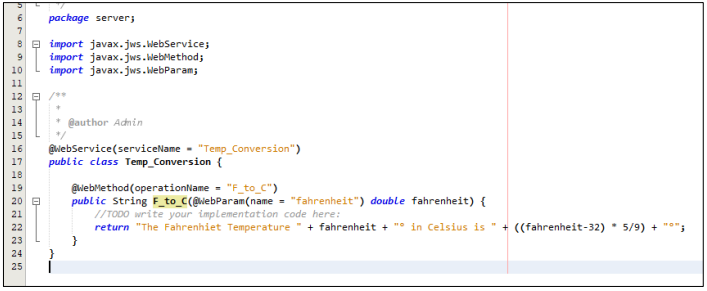 5 */
6 package server;
7
8 import javax.jws.WebService;
9 import javax.jws.WebMethod;
10 import javax.jws.WebParam;
11
12 /**
13 *
14 * @author Admin
15 */
16 @WebService(serviceName = "Temp_Conversion")
17 public class Temp_Conversion {
18
19 @WebMethod(operationName = "F_to_C")
20 public String F_to_C(@WebParam(name = "fahrenheit") double fahrenheit) {
21 //TODO write your implementation code here:
22 return "The Fahrenhiet Temperature " + fahrenheit + "° in Celsius is " + ((fahrenheit-32) * 5/9) + "°";
23 }
24 }
25